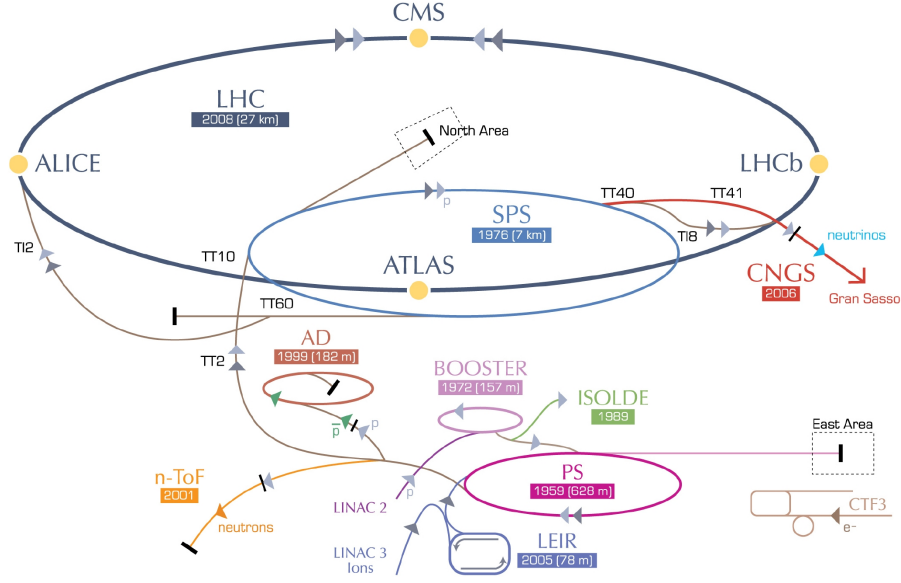 CMS
LHC
2008 (27 km)
North Area
ALICE
LHCb
TT40
TT41
SPS
1976 (7 km)
p
TI8
neutrinos
TI2
TT10
ATLAS
CNGS
2006
Gran Sasso
TT60
AD
1999 (182 m)
TT2
BOOSTER
1972 (157 m)
ISOLDE
1989
p
p
East Area
n-ToF
2001
PS
1959 (628 m)
p
LINAC 2
neutrons
CTF3
e-
LINAC 3
Ions
LEIR
2005 (78 m)